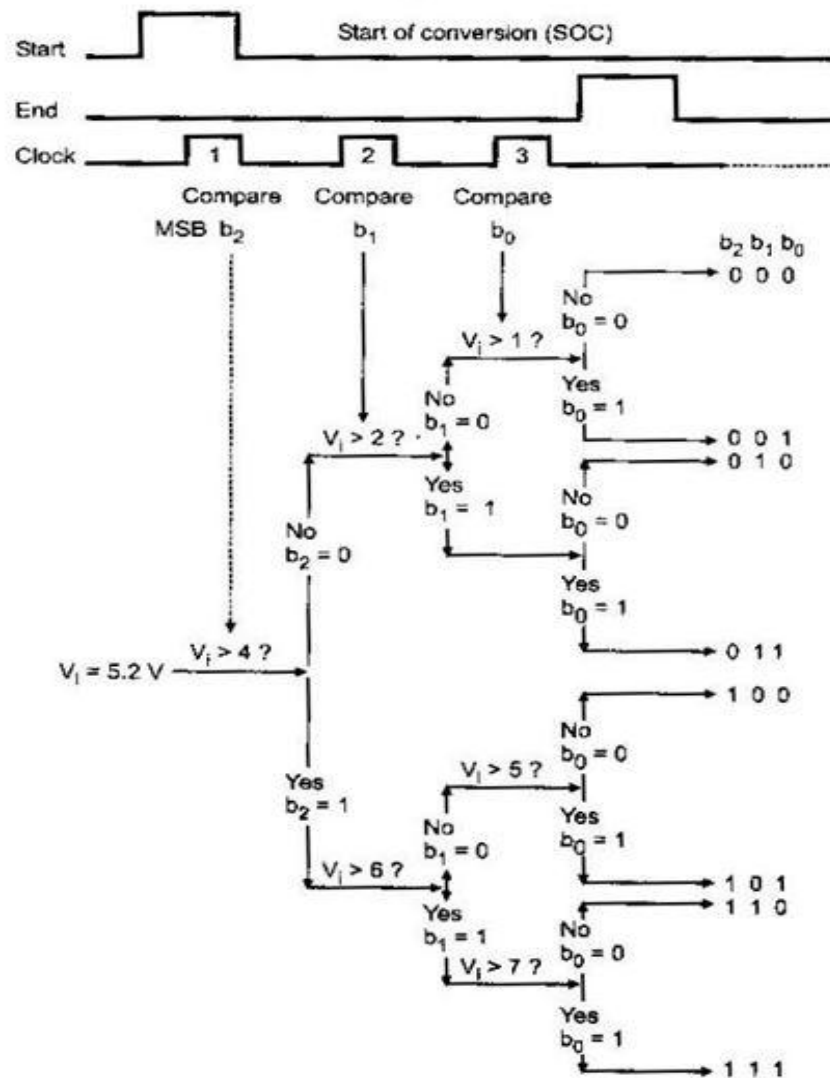 Start
Start of conversion (SOC)
End
Clock
1
2
3
Compare
Compare
Compare
MSB b₂
b₁
b₀
b₂ b₁ b₀
0 0 0
No
b₀ = 0
Vᵢ > 1 ?
Yes
b₀ = 1
No
b₁ = 0
Vᵢ > 2 ?
0 0 1
0 1 0
Yes
b₁ = 1
No
b₀ = 0
No
b₂ = 0
Yes
b₀ = 1
0 1 1
Vᵢ > 4 ?
Vᵢ = 5.2 V
1 0 0
No
b₀ = 0
Vᵢ > 5 ?
Yes
b₂ = 1
No
b₁ = 0
Yes
b₀ = 1
Vᵢ > 6 ?
1 0 1
1 1 0
Yes
b₁ = 1
No
b₀ = 0
Vᵢ > 7 ?
Yes
b₀ = 1
1 1 1